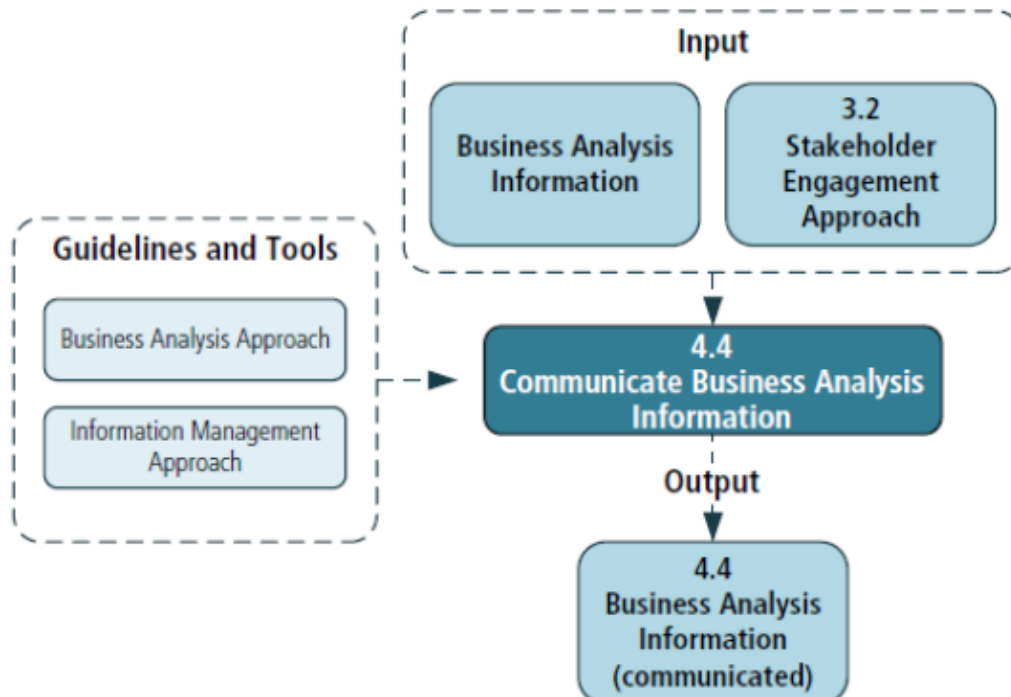 Input
Business Analysis
Information
3.2
Stakeholder
Engagement
Approach
Guidelines and Tools
Business Analysis Approach
Information Management
Approach
4.4
Communicate Business Analysis
Information
Output
4.4
Business Analysis
Information
(communicated)